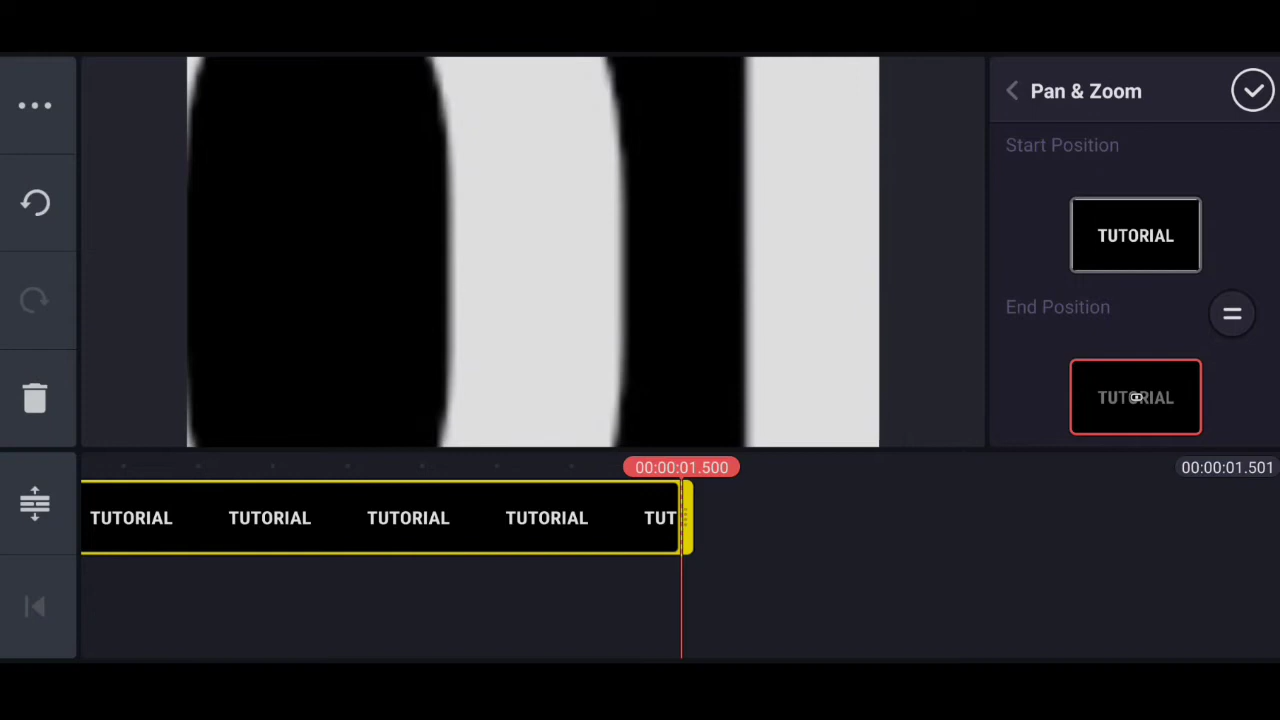 Pan & Zoom
Start Position
TUTORIAL
End Position
TUTORIAL
00:00:01.500
00:00:01.501
TUTORIAL TUTORIAL TUTORIAL TUTORIAL TUT